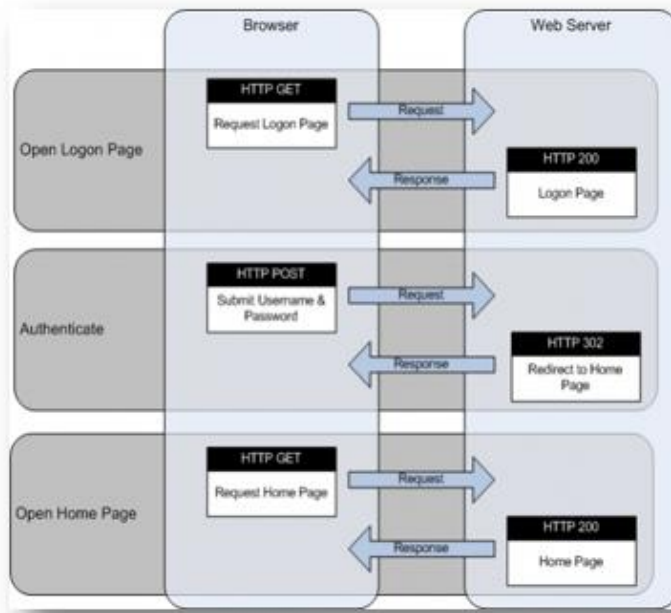 Browser
Web Server
Open Logon Page
HTTP GET
Request Logon Page
Request
Response
HTTP 200
Logon Page
Authenticate
HTTP POST
Submit Username &
Password
Request
Response
HTTP 302
Redirect to Home
Page
Open Home Page
HTTP GET
Request Home Page
Request
Response
HTTP 200
Home Page